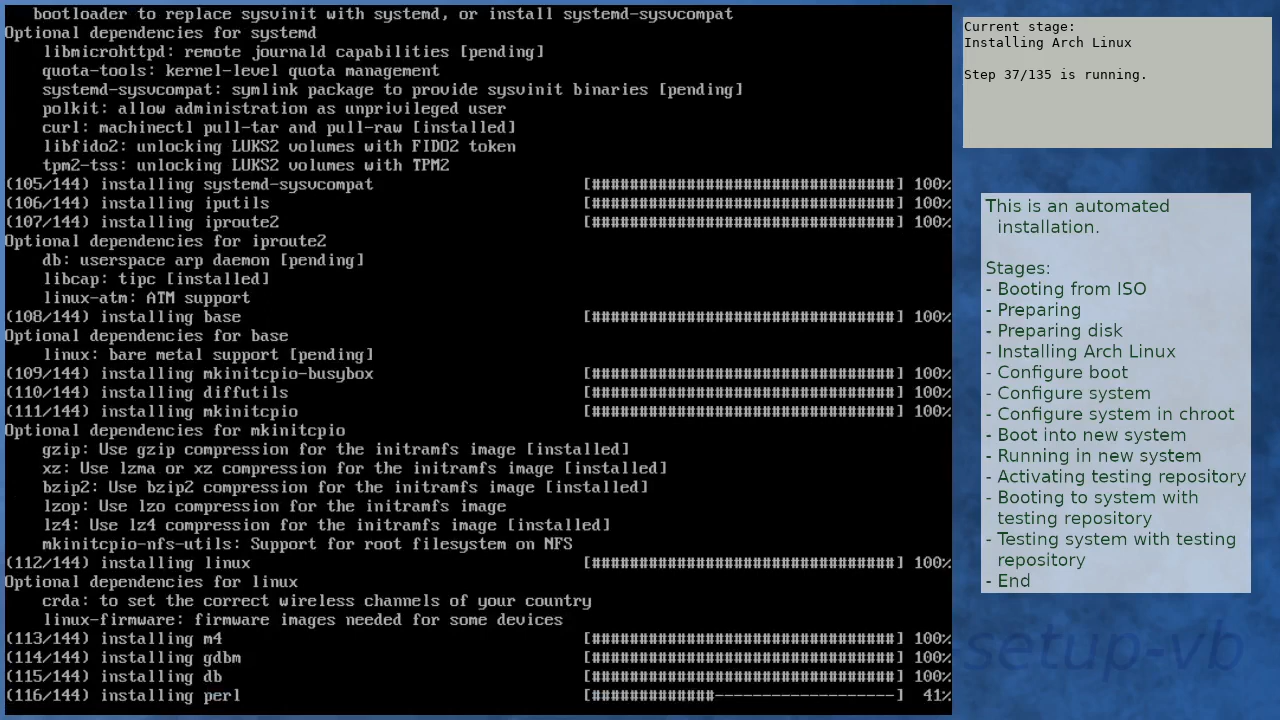 bootloader to replace sysvinit with systemd, or install systemd-sysvcompat
Optional dependencies for systemd
libmicrohttpd: remote journald capabilities [pending]
quota-tools: kernel-level quota management
systemd-sysvcompat: symlink package to provide sysvinit binaries [pending]
polkit: allow administration as unprivileged user
curl: machinectl pull-tar and pull-raw [installed]
libfido2: unlocking LUKS2 volumes with FIDO2 token
tpm2-tss: unlocking LUKS2 volumes with TPM2
(105/144) installing systemd-sysvcompat [################################] 100%
(106/144) installing iputils [################################] 100%
(107/144) installing iproute2 [################################] 100%
Optional dependencies for iproute2
db: userspace arp daemon [pending]
libcap: tipc [installed]
linux-atm: ATM support
(108/144) installing base [################################] 100%
Optional dependencies for base
linux: bare metal support [pending]
(109/144) installing mkinitcpio-busybox [################################] 100%
(110/144) installing diffutils [################################] 100%
(111/144) installing mkinitcpio [################################] 100%
Optional dependencies for mkinitcpio
gzip: Use gzip compression for the initramfs image [installed]
xz: Use lzma or xz compression for the initramfs image [installed]
bzip2: Use bzip2 compression for the initramfs image [installed]
lzop: Use lzo compression for the initramfs image
lz4: Use lz4 compression for the initramfs image [installed]
mkinitcpio-nfs-utils: Support for root filesystem on NFS
(112/144) installing linux [################################] 100%
Optional dependencies for linux
crda: to set the correct wireless channels of your country
linux-firmware: firmware images needed for some devices
(113/144) installing m4 [################################] 100%
(114/144) installing gdbm [################################] 100%
(115/144) installing db [################################] 100%
(116/144) installing perl [#############-------------------] 41%
Current stage:
Installing Arch Linux
Step 37/135 is running.
This is an automated
installation.
Stages:
- Booting from ISO
- Preparing
- Preparing disk
- Installing Arch Linux
- Configure boot
- Configure system
- Configure system in chroot
- Boot into new system
- Running in new system
- Activating testing repository
- Booting to system with
testing repository
- Testing system with testing
repository
- End
setup-vb